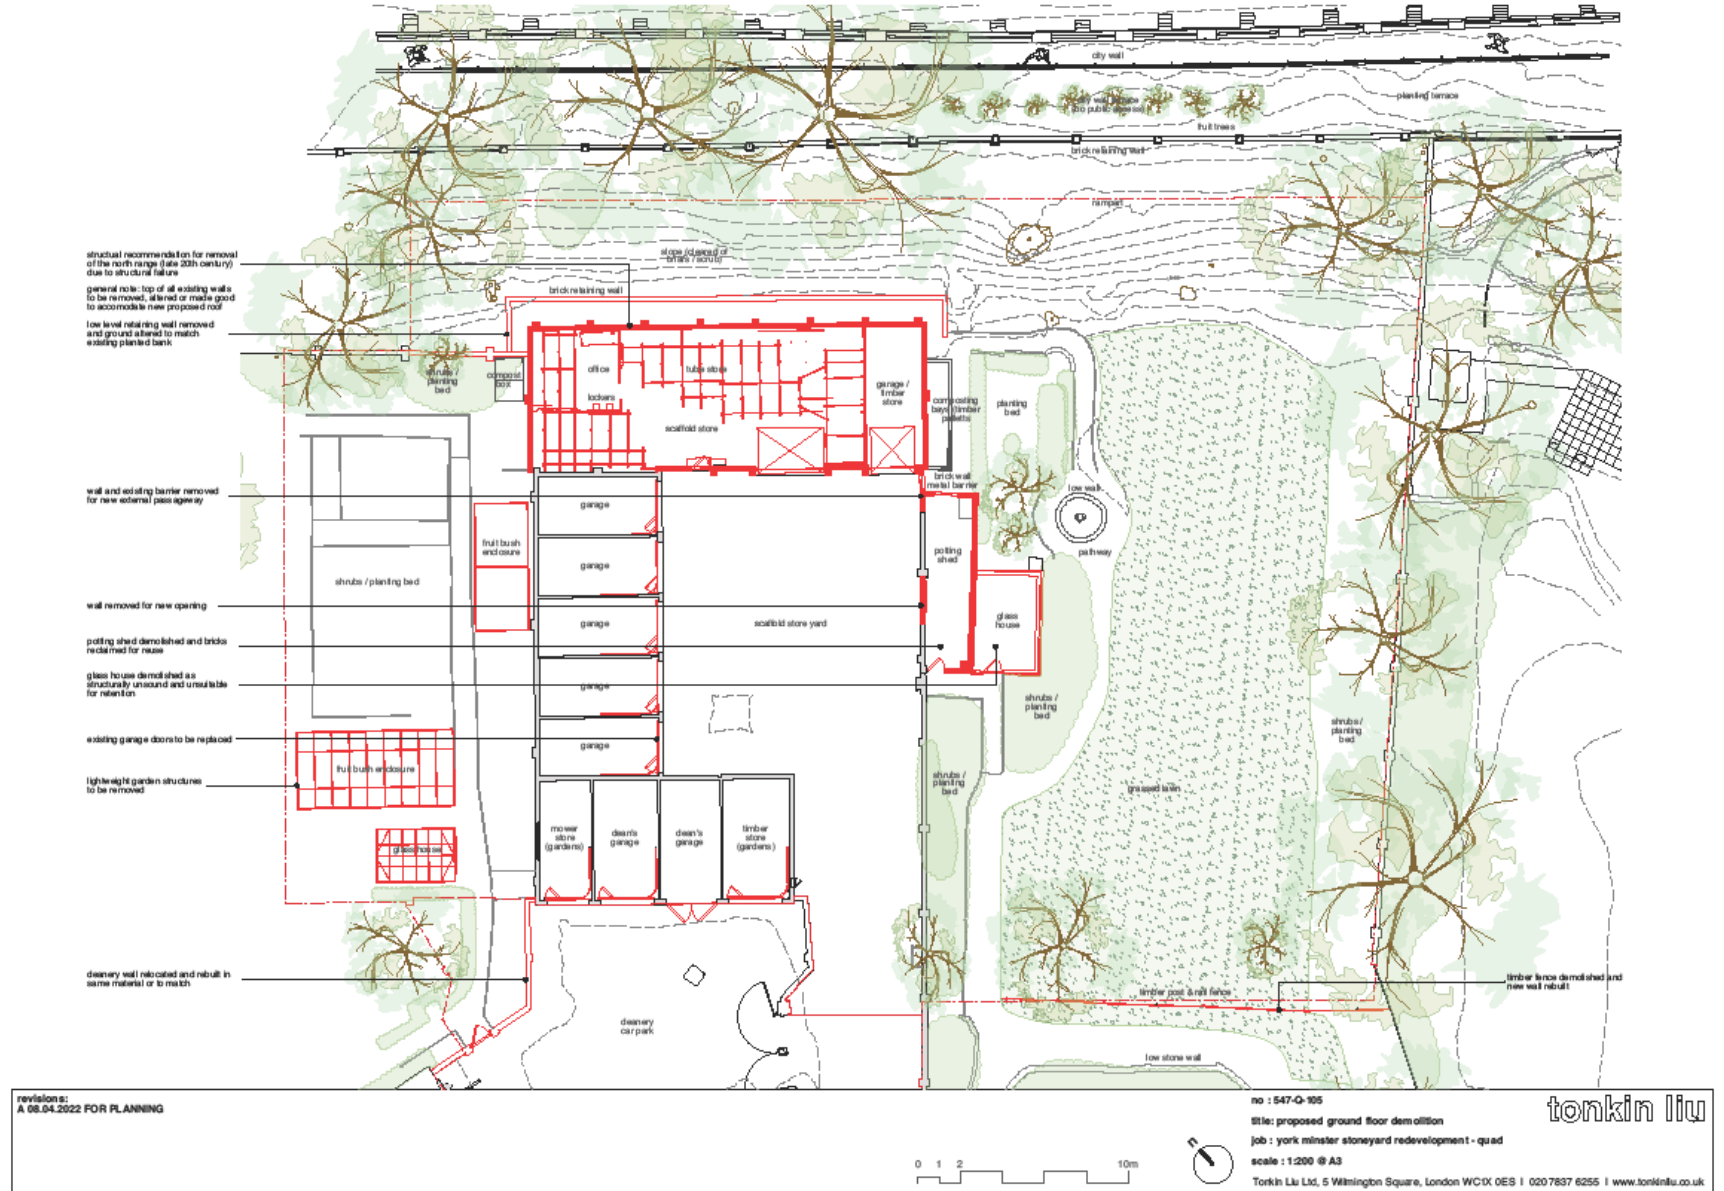 city wall
city wall terrace
(no public access)
planting terrace
fruit trees
brick retaining wall
rampart
slope (cleared of
briars / scrub)
brick retaining wall
structual recommendation for removal
of the north range (late 20th century)
due to structural failure
general note: top of all existing walls
to be removed, altered or made good
to accomodate new proposed roof
low level retaining wall removed
and ground altered to match
existing planted bank
shrubs /
planting
bed
compost
box
office
tube store
lockers
scaffold store
garage /
timber
store
composting
bays (timber
palletts
planting
bed
brick wall
metal barrier
low walk
wall and existing barrier removed
for new external passageway
garage
fruit bush
enclosure
potting
shed
pathway
garage
shrubs / planting bed
wall removed for new opening
garage
scaffold store yard
glass
house
potting shed demolished and bricks
reclaimed for reuse
glass house demolished as
structurally unsound and unsuitable
for retention
garage
shrubs /
planting
bed
shrubs /
planting
bed
existing garage doors to be replaced
garage
fruit bush enclosure
lightweight garden structures
to be removed
shrubs /
planting
bed
grassed lawn
mower
store
(gardens)
dean's
garage
dean's
garage
timber
store
(gardens)
glass house
deanery wall relocated and rebuilt in
same material or to match
timber fence demolished and
new wall rebuilt
timber post & rail fence
deanery
car park
low stone wall
revisions:
A 08.04.2022 FOR PLANNING
0 1 2 10m
n
no : 547-Q-105
title: proposed ground floor demolition
job : york minster stoneyard redevelopment - quad
scale : 1:200 @ A3
Tonkin Liu Ltd, 5 Wilmington Square, London WC1X 0ES | 020 7837 6255 | www.tonkinliu.co.uk
tonkin liu